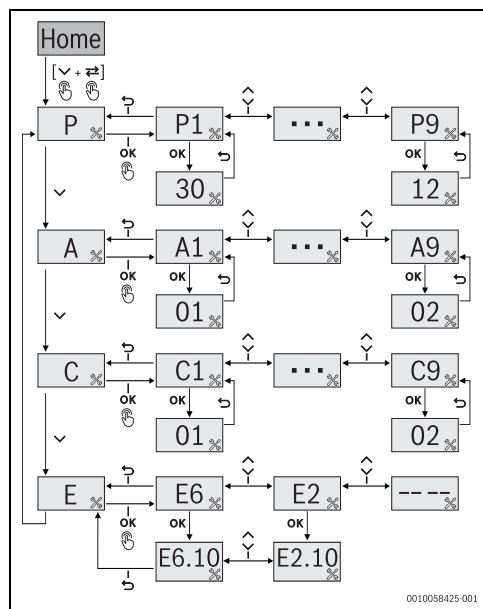 Home
[ + ]
P P1 ... P9
OK OK OK
30 12
A A1 ... A9
OK OK OK
01 02
C C1 ... C9
OK OK OK
01 02
E E6 E2 -- --
OK OK OK
E6.10 E2.10
0010058425-001